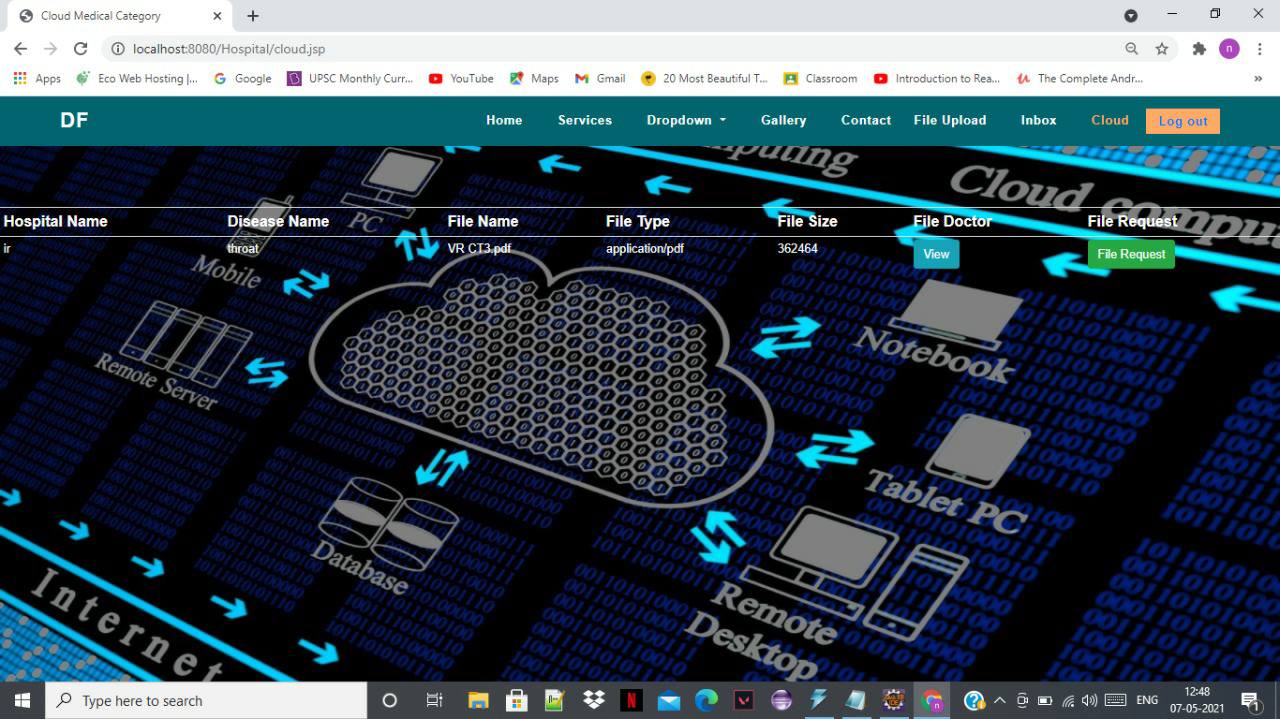 Cloud Medical Category
localhost:8080/Hospital/cloud.jsp
n
Apps Eco Web Hosting |... Google UPSC Monthly Curr... YouTube Maps Gmail 20 Most Beautiful T... Classroom Introduction to Rea... The Complete Andr... »
DF Home Services Dropdown Gallery Contact File Upload Inbox Cloud Log out
Cloud
PC
Hospital Name Disease Name File Name File Type File Size File Doctor File Request
ir throat VR CT3.pdf application/pdf 362464 View File Request
Mobile
Notebook
Remote Server
Tablet PC
Database
Remote
Desktop
Internet
Type here to search
ENG 12:48
07-05-2021 1